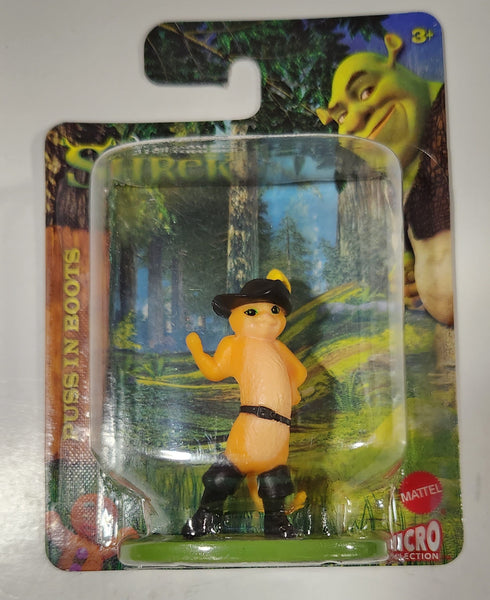 3+
SHREK
PUSS IN BOOTS
MATTEL
MICRO
COLLECTION